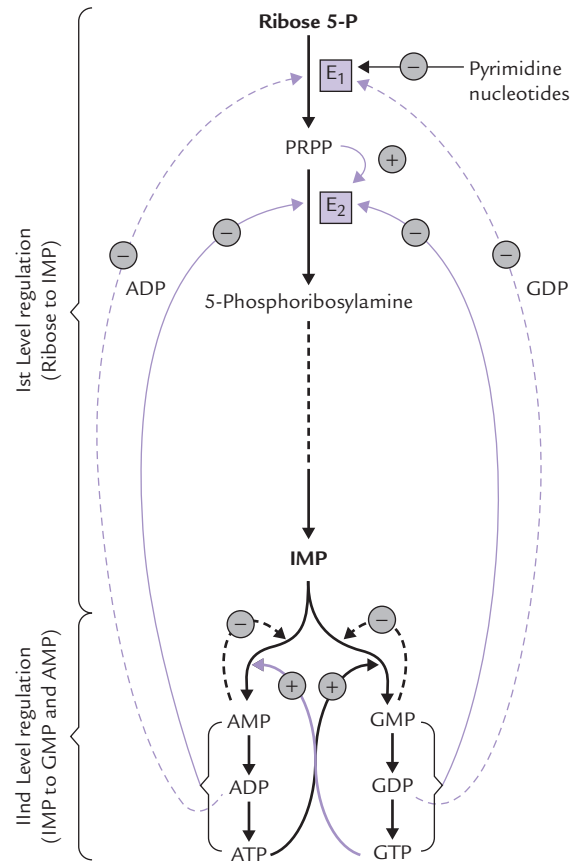 Ribose 5-P
E1
−
Pyrimidine
nucleotides
PRPP
+
E2
−
−
−
−
ADP
GDP
5-Phosphoribosylamine
Ist Level regulation
(Ribose to IMP)
IMP
−
−
+
+
IInd Level regulation
(IMP to GMP and AMP)
AMP
GMP
ADP
GDP
ATP
GTP